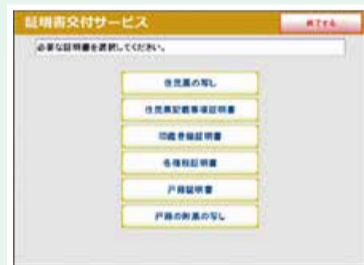 証明書交付サービス
終了する
必要な証明書を選択してください。
住民票の写し
住民票記載事項証明書
印鑑登録証明書
各種税証明書
戸籍証明書
戸籍の附票の写し